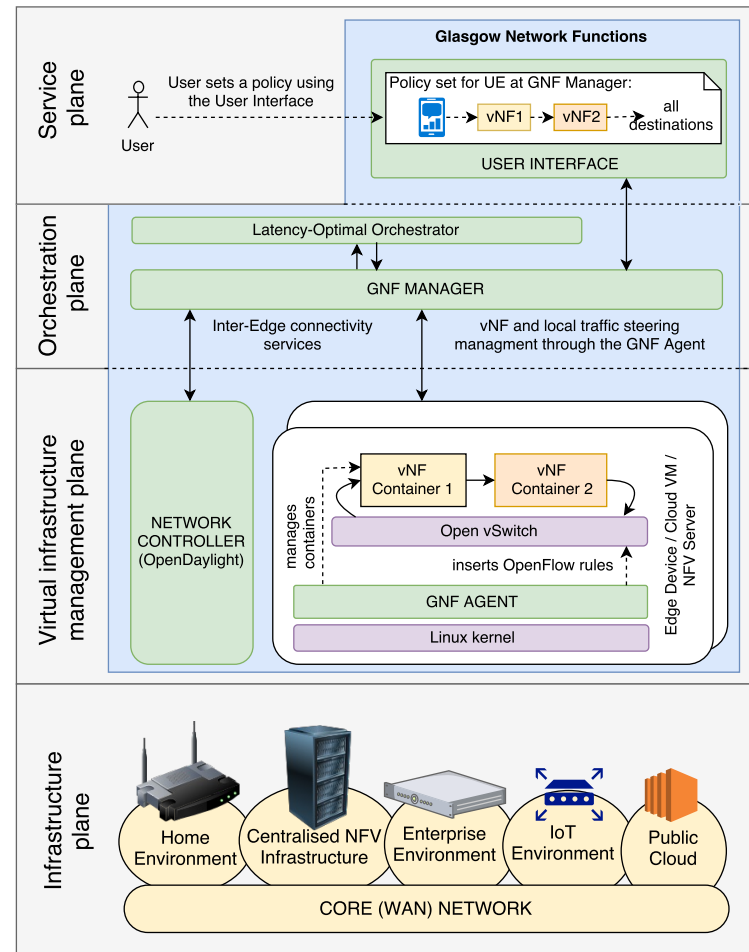 Service
plane
Glasgow Network Functions
User sets a policy using
the User Interface
User
Policy set for UE at GNF Manager:
vNF1
vNF2
all
destinations
USER INTERFACE
Orchestration
plane
Latency-Optimal Orchestrator
GNF MANAGER
Inter-Edge connectivity
services
vNF and local traffic steering
managment through the GNF Agent
Virtual infrastructure
management plane
NETWORK
CONTROLLER
(OpenDaylight)
vNF
Container 1
vNF
Container 2
manages
containers
Open vSwitch
inserts OpenFlow rules
GNF AGENT
Linux kernel
Edge Device / Cloud VM /
NFV Server
Infrastructure
plane
Home
Environment
Centralised NFV
Infrastructure
Enterprise
Environment
IoT
Environment
Public
Cloud
CORE (WAN) NETWORK